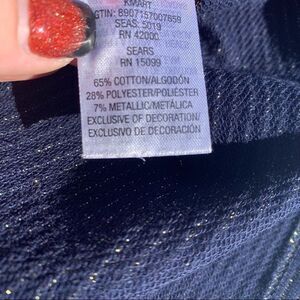 KMART
GTIN: 8907157007659
SEAS: 5019
RN 42000
SEARS
RN 15099
65% COTTON/ALGODÓN
28% POLYESTER/POLIÉSTER
7% METALLIC/METÁLICA
EXCLUSIVE OF DECORATION/
EXCLUSIVO DE DECORACIÓN